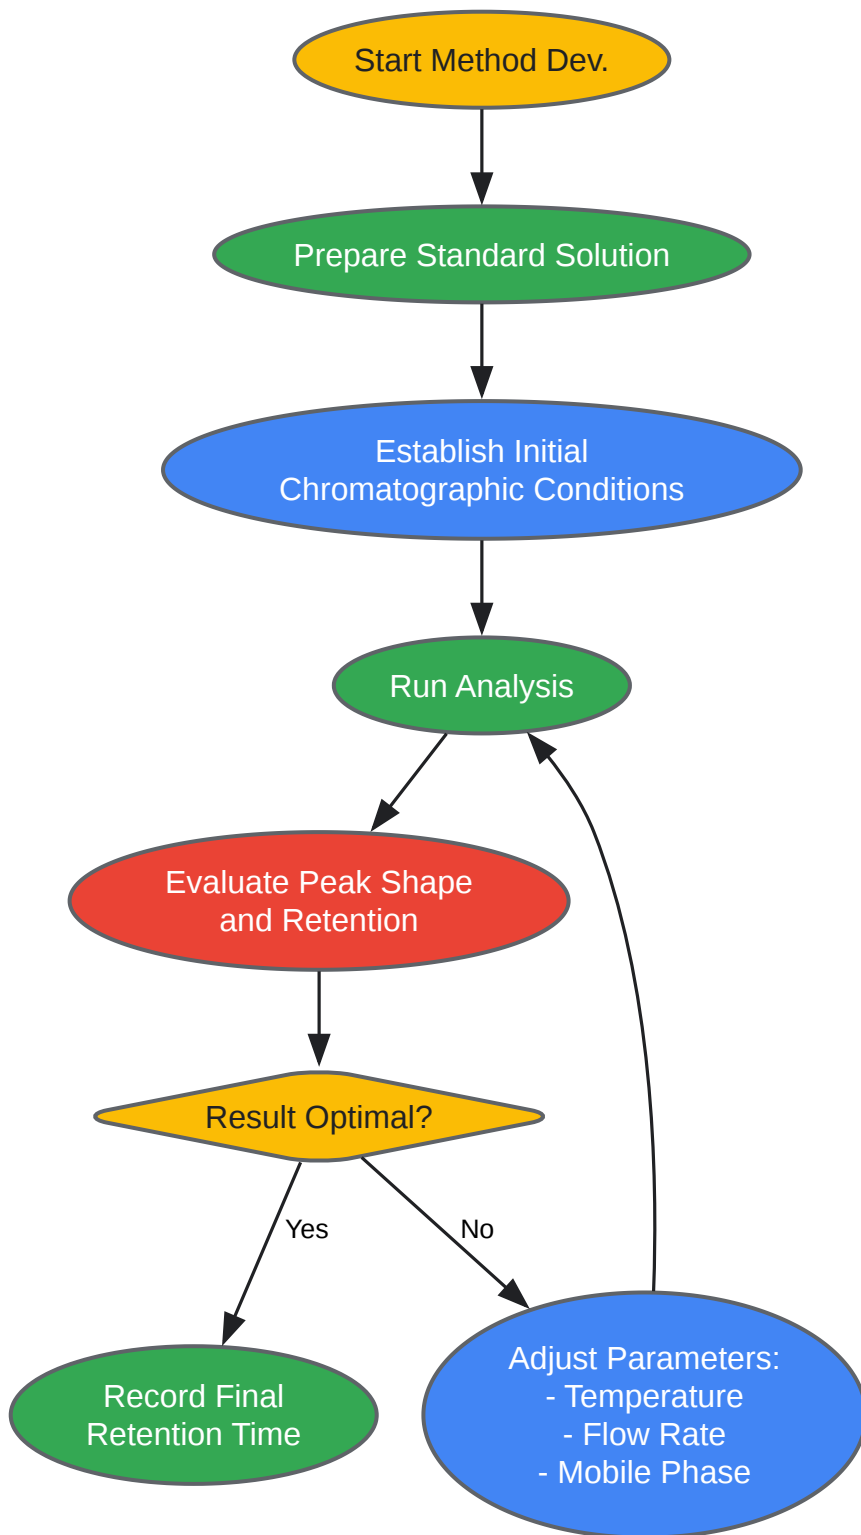 Start Method Dev.
Prepare Standard Solution
Establish Initial
Chromatographic Conditions
Run Analysis
Evaluate Peak Shape
and Retention
Result Optimal?
Yes
No
Record Final
Retention Time
Adjust Parameters:
- Temperature
- Flow Rate
- Mobile Phase